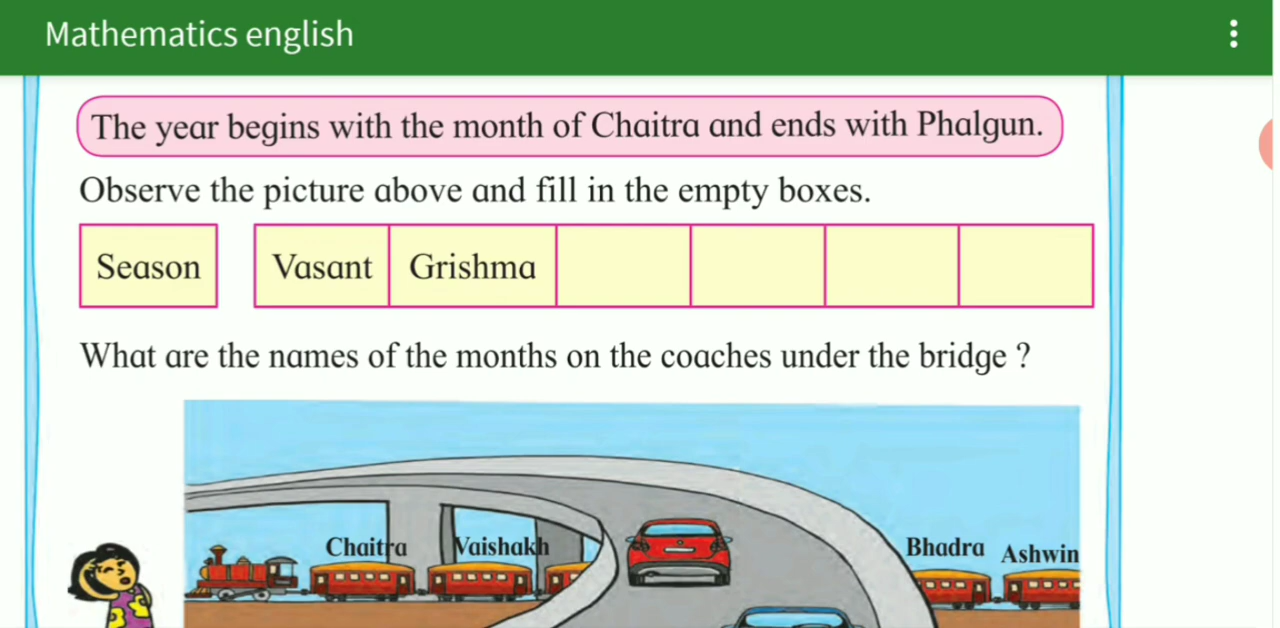 Mathematics english
The year begins with the month of Chaitra and ends with Phalgun.
Observe the picture above and fill in the empty boxes.
Season Vasant Grishma
What are the names of the months on the coaches under the bridge ?
Chaitra Vaishakh Bhadra Ashwin